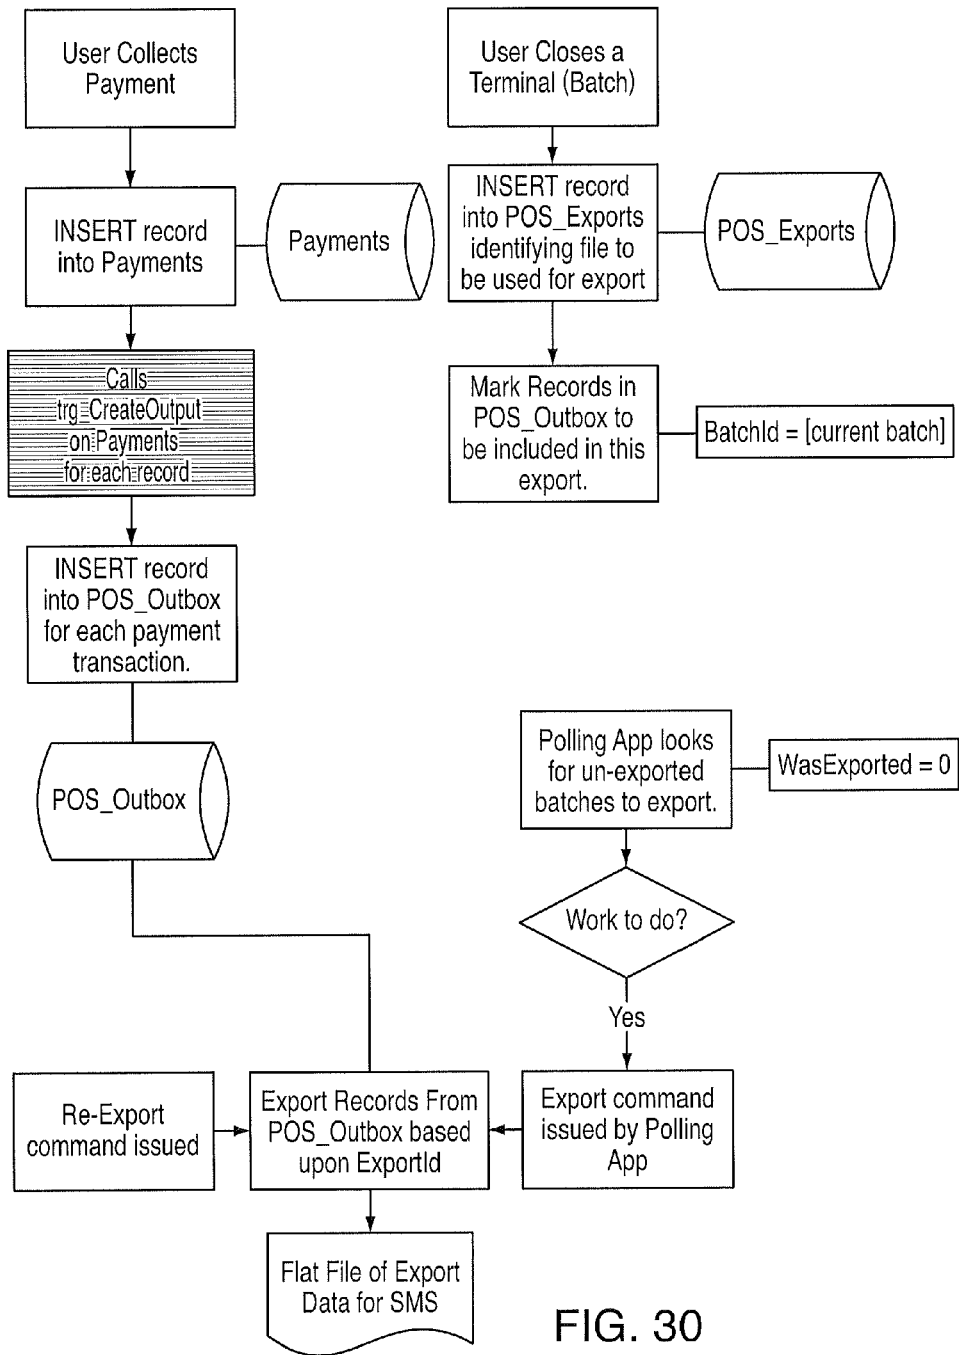 User Collects
Payment
INSERT record
into Payments
Payments
Calls
trg_CreateOutput
on Payments
for each record
INSERT record
into POS_Outbox
for each payment
transaction.
POS_Outbox
User Closes a
Terminal (Batch)
INSERT record
into POS_Exports
identifying file to
be used for export
POS_Exports
Mark Records in
POS_Outbox to
be included in this
export.
BatchId = [current batch]
Polling App looks
for un-exported
batches to export.
WasExported = 0
Work to do?
Yes
Export command
issued by Polling
App
Re-Export
command issued
Export Records From
POS_Outbox based
upon ExportId
Flat File of Export
Data for SMS
FIG. 30